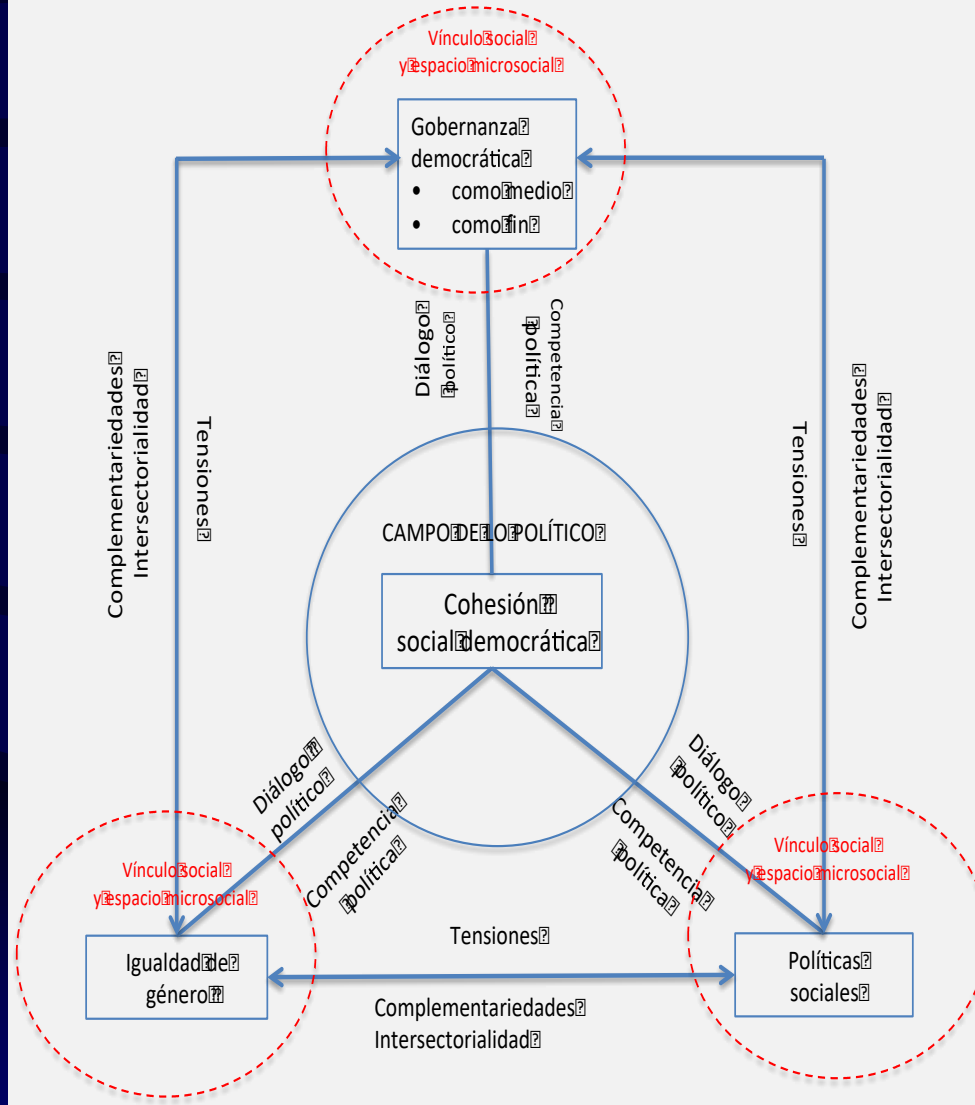 Vínculo social
y espacio microsocial
Gobernanza
democrática
• como medio
• como fin
Diálogo
político
Competencia
política
Complementariedades
Intersectorialidad
Tensiones
Tensiones
Complementariedades
Intersectorialidad
CAMPO DE LO POLÍTICO
Cohesión
social democrática
Diálogo
político
Competencia
política
Diálogo
político
Competencia
política
Vínculo social
y espacio microsocial
Igualdad de
género
Tensiones
Complementariedades
Intersectorialidad
Vínculo social
y espacio microsocial
Políticas
sociales